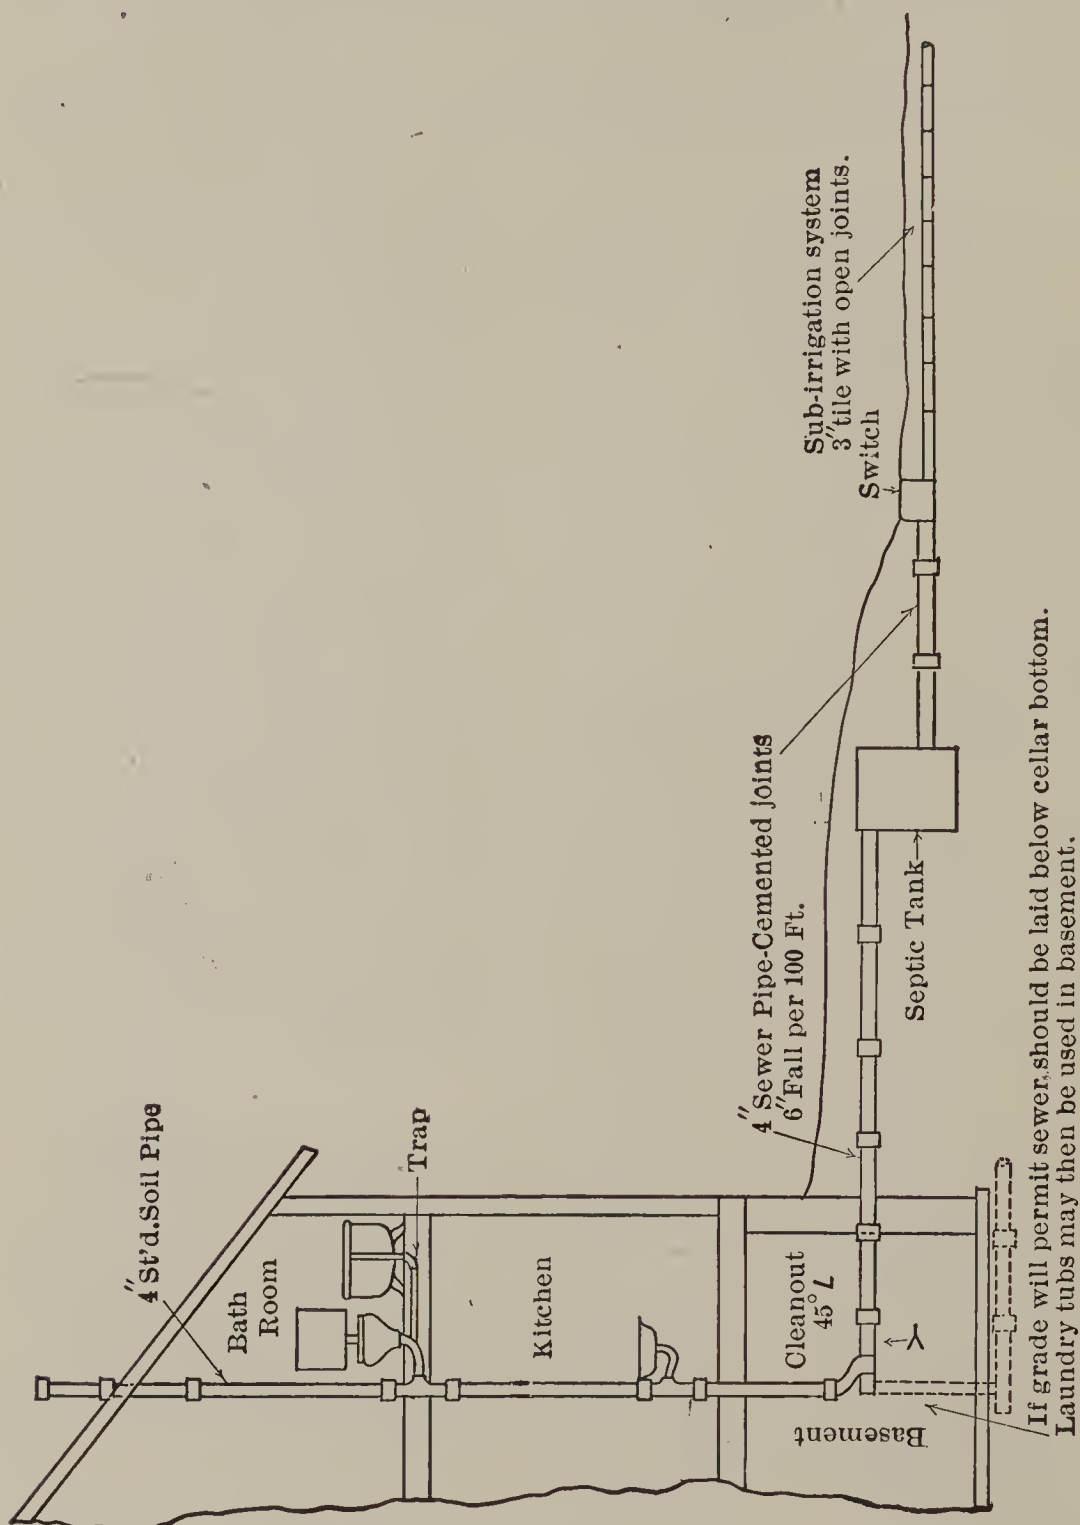 4″ St'd. Soil Pipe
Bath
Room
Trap
Kitchen
Cleanout
45° L
Y
Basement
4″ Sewer Pipe-Cemented joints
6″ Fall per 100 Ft.
Septic Tank
Sub-irrigation system
3″ tile with open joints.
Switch
If grade will permit sewer, should be laid below cellar bottom.
Laundry tubs may then be used in basement.